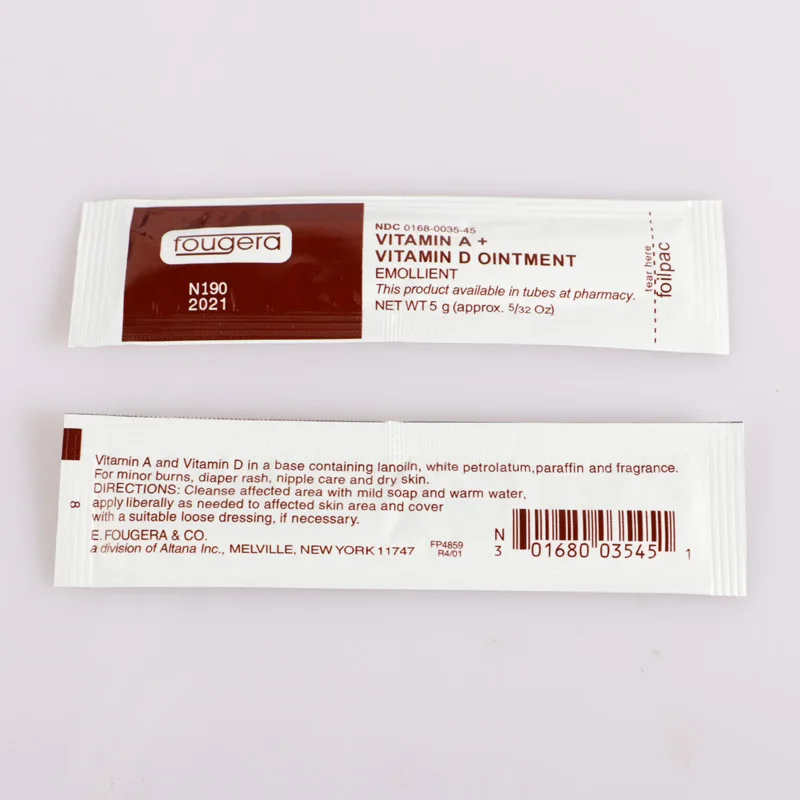 fougera
N190
2021
NDC 0168-0035-45
VITAMIN A +
VITAMIN D OINTMENT
EMOLLIENT
This product available in tubes at pharmacy.
NET WT 5 g (approx. 5/32 Oz)
tear here
foilpac
Vitamin A and Vitamin D in a base containing lanoiln, white petrolatum,paraffin and fragrance.
For minor burns, diaper rash, nipple care and dry skin.
DIRECTIONS: Cleanse affected area with mild soap and warm water,
apply liberally as needed to affected skin area and cover
with a suitable loose dressing, if necessary.
E. FOUGERA & CO.
a division of Altana Inc., MELVILLE, NEW YORK 11747
8
FP4859
R4/01
N
3 01680 03545 1